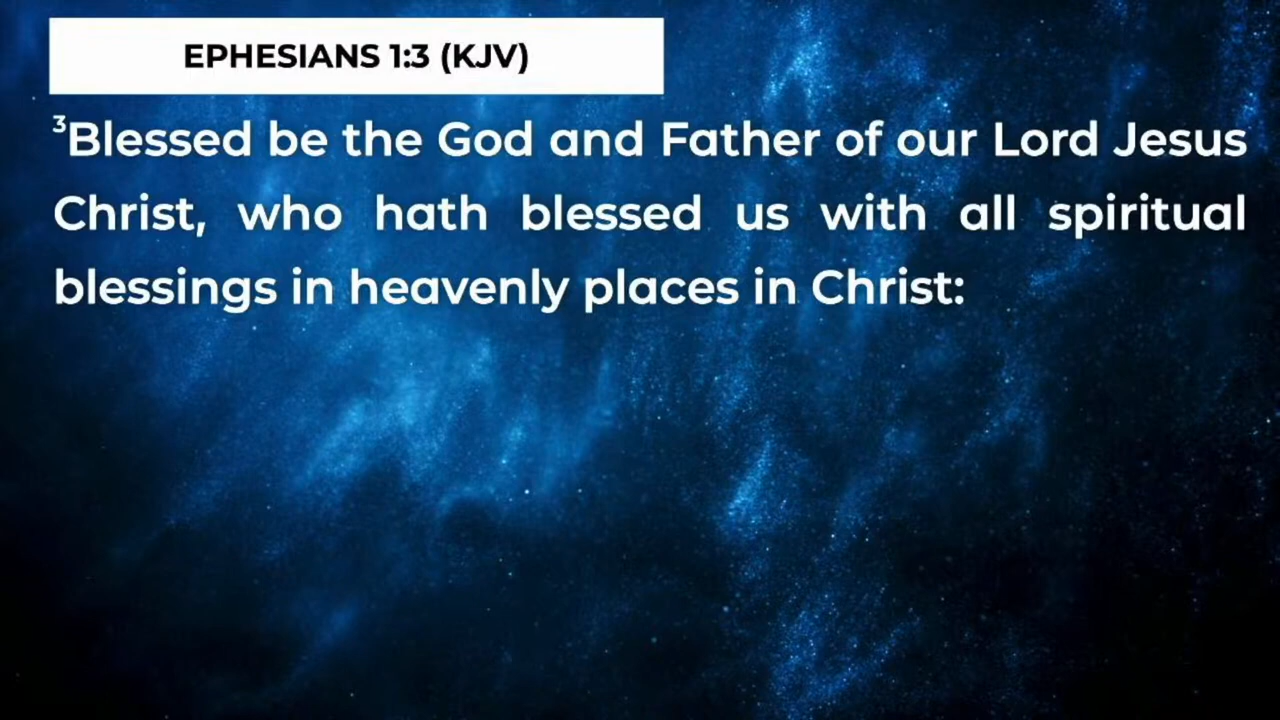 EPHESIANS 1:3 (KJV)
³Blessed be the God and Father of our Lord Jesus
Christ, who hath blessed us with all spiritual
blessings in heavenly places in Christ: